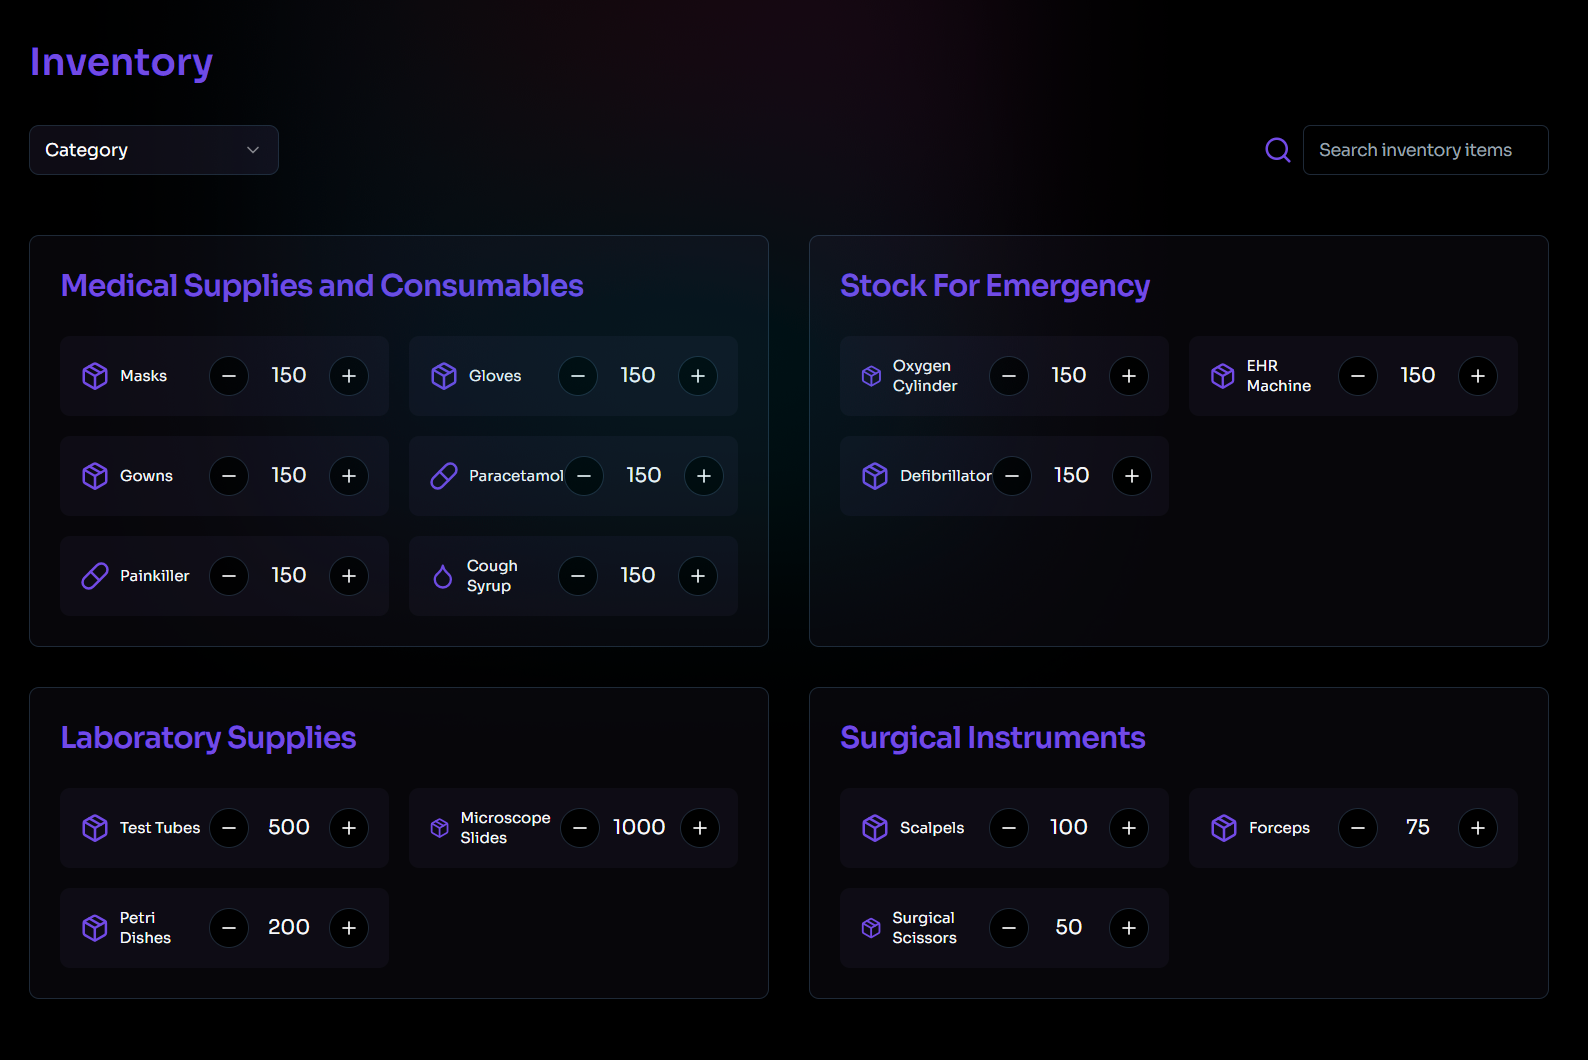 Inventory
Category
Search inventory items
Medical Supplies and Consumables
Masks
150
Gloves
150
Gowns
150
Paracetamol
150
Painkiller
150
Cough
Syrup
150
Stock For Emergency
Oxygen
Cylinder
150
EHR
Machine
150
Defibrillator
150
Laboratory Supplies
Test Tubes
500
Microscope
Slides
1000
Petri
Dishes
200
Surgical Instruments
Scalpels
100
Forceps
75
Surgical
Scissors
50